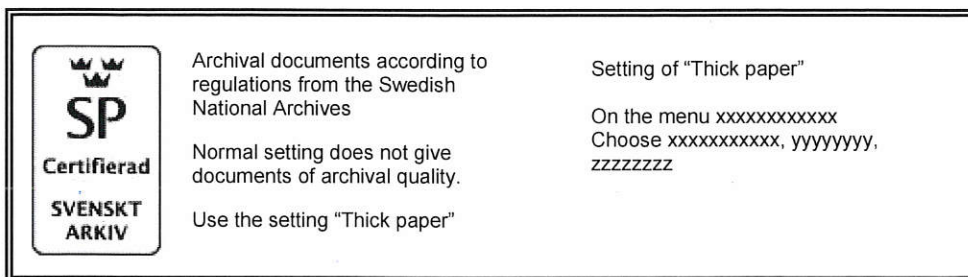 SP
Certifierad
SVENSKT
ARKIV
Archival documents according to
regulations from the Swedish
National Archives
Normal setting does not give
documents of archival quality.
Use the setting “Thick paper”
Setting of “Thick paper”
On the menu xxxxxxxxxxxx
Choose xxxxxxxxxxx, yyyyyyyy,
zzzzzzzz